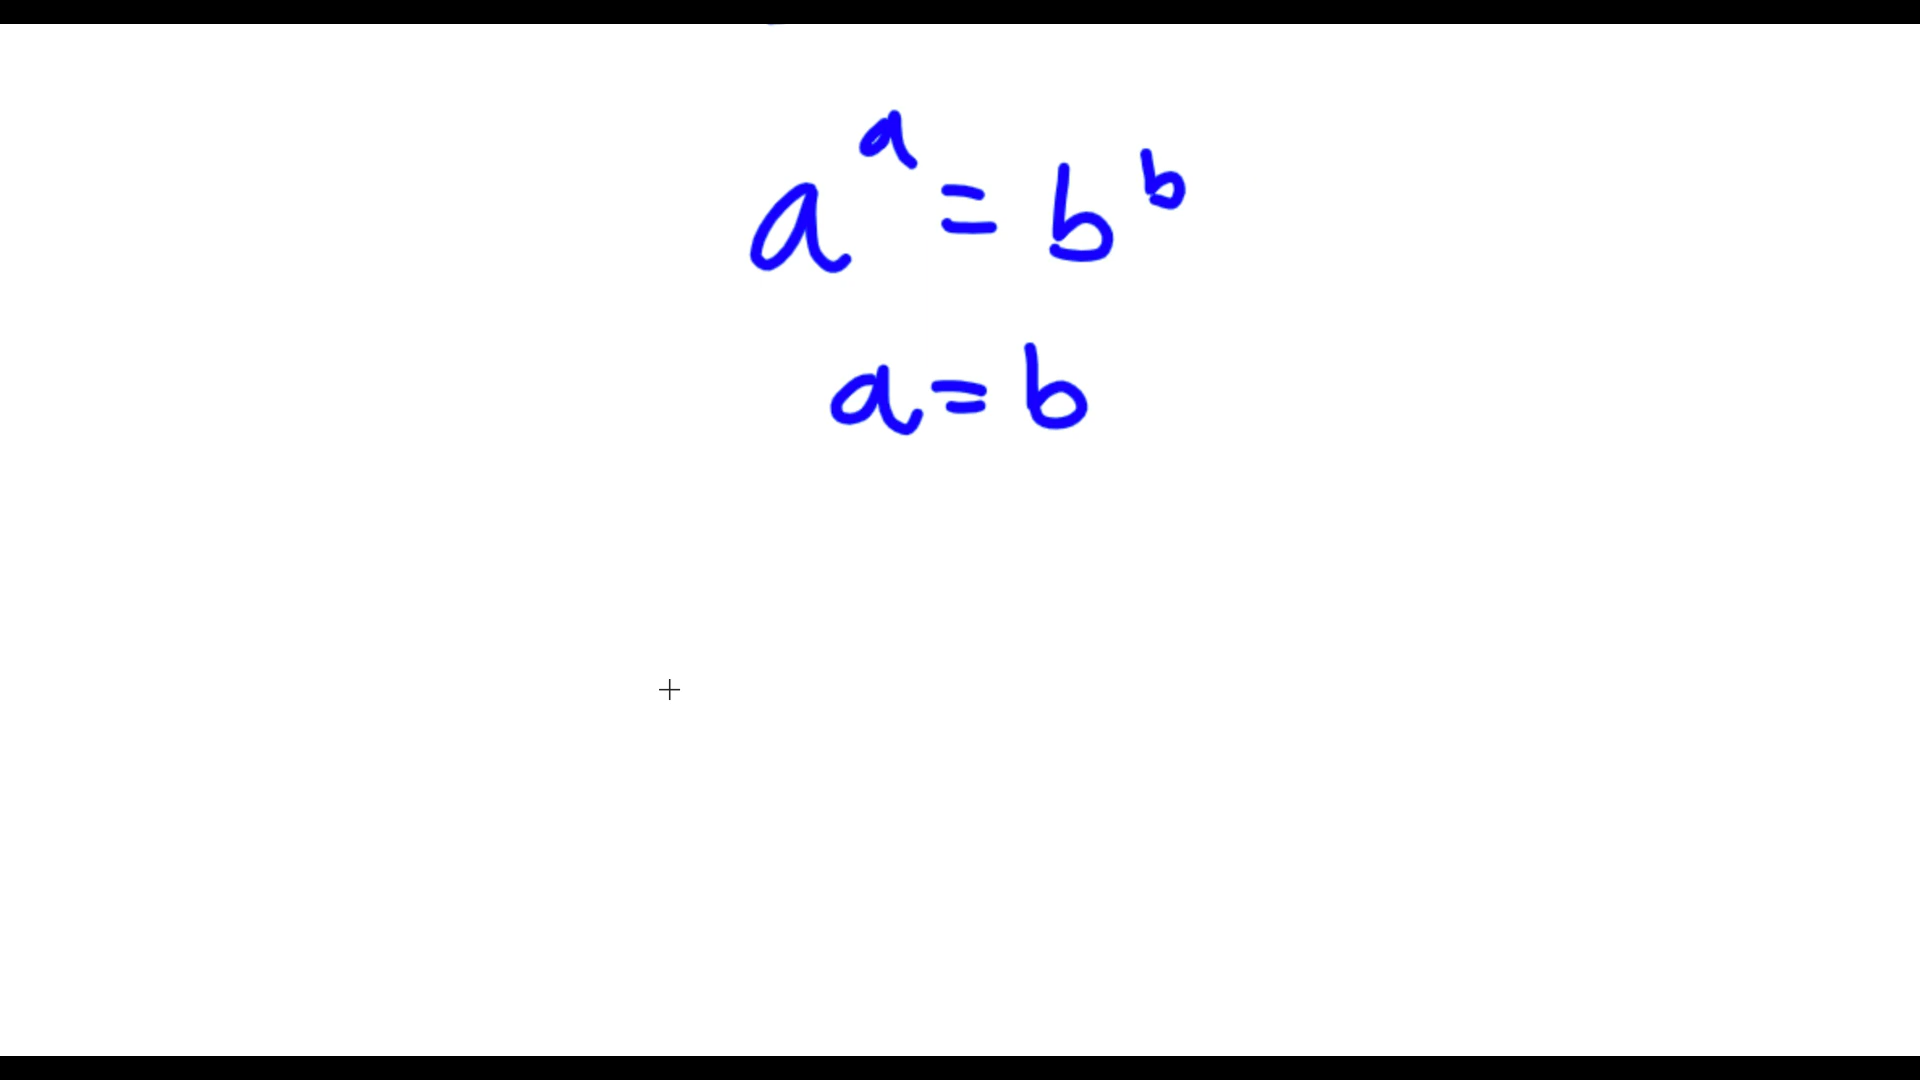 a^a = b^b
a = b